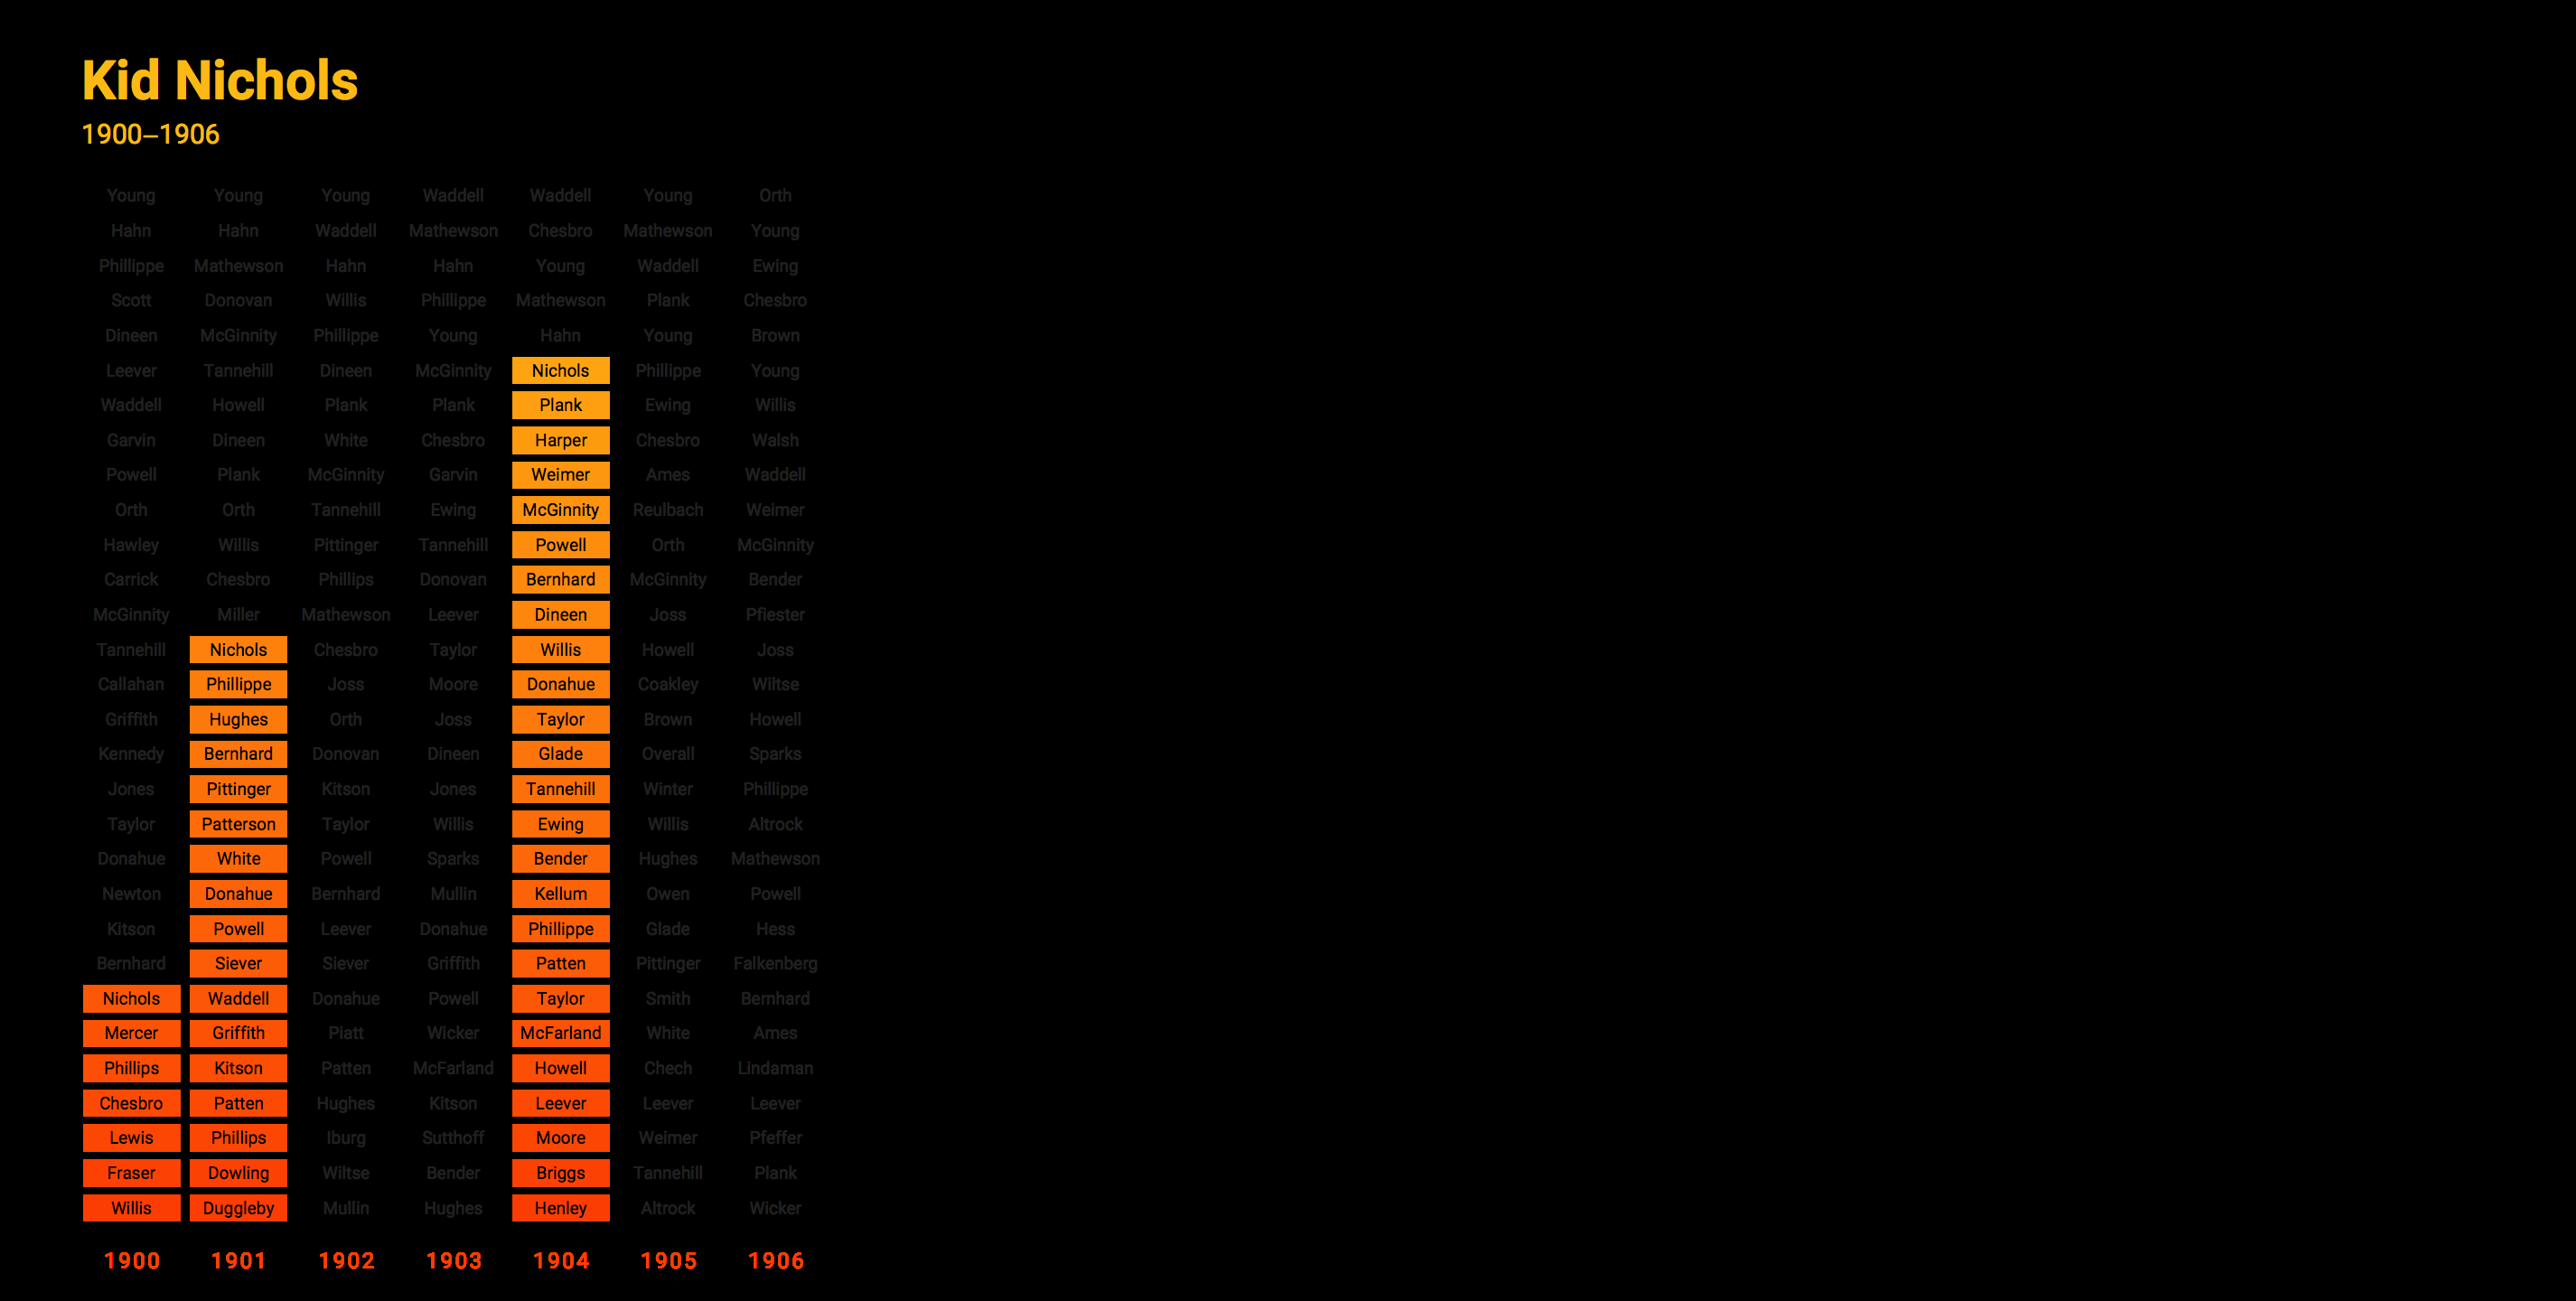 Kid Nichols
1900–1906
Young Young Young Waddell Waddell Young Orth
Hahn Hahn Waddell Mathewson Chesbro Mathewson Young
Phillippe Mathewson Hahn Hahn Young Waddell Ewing
Scott Donovan Willis Phillippe Mathewson Plank Chesbro
Dineen McGinnity Phillippe Young Hahn Young Brown
Leever Tannehill Dineen McGinnity Nichols Phillippe Young
Waddell Howell Plank Plank Plank Ewing Willis
Garvin Dineen White Chesbro Harper Chesbro Walsh
Powell Plank McGinnity Garvin Weimer Ames Waddell
Orth Orth Tannehill Ewing McGinnity Reulbach Weimer
Hawley Willis Pittinger Tannehill Powell Orth McGinnity
Carrick Chesbro Phillips Donovan Bernhard McGinnity Bender
McGinnity Miller Mathewson Leever Dineen Joss Pfiester
Tannehill Nichols Chesbro Taylor Willis Howell Joss
Callahan Phillippe Joss Moore Donahue Coakley Wiltse
Griffith Hughes Orth Joss Taylor Brown Howell
Kennedy Bernhard Donovan Dineen Glade Overall Sparks
Jones Pittinger Kitson Jones Tannehill Winter Phillippe
Taylor Patterson Taylor Willis Ewing Willis Altrock
Donahue White Powell Sparks Bender Hughes Mathewson
Newton Donahue Bernhard Mullin Kellum Owen Powell
Kitson Powell Leever Donahue Phillippe Glade Hess
Bernhard Siever Siever Griffith Patten Pittinger Falkenberg
Nichols Waddell Donahue Powell Taylor Smith Bernhard
Mercer Griffith Piatt Wicker McFarland White Ames
Phillips Kitson Patten McFarland Howell Chech Lindaman
Chesbro Patten Hughes Kitson Leever Leever Leever
Lewis Phillips Iburg Sutthoff Moore Weimer Pfeffer
Fraser Dowling Wiltse Bender Briggs Tannehill Plank
Willis Duggleby Mullin Hughes Henley Altrock Wicker
1900 1901 1902 1903 1904 1905 1906